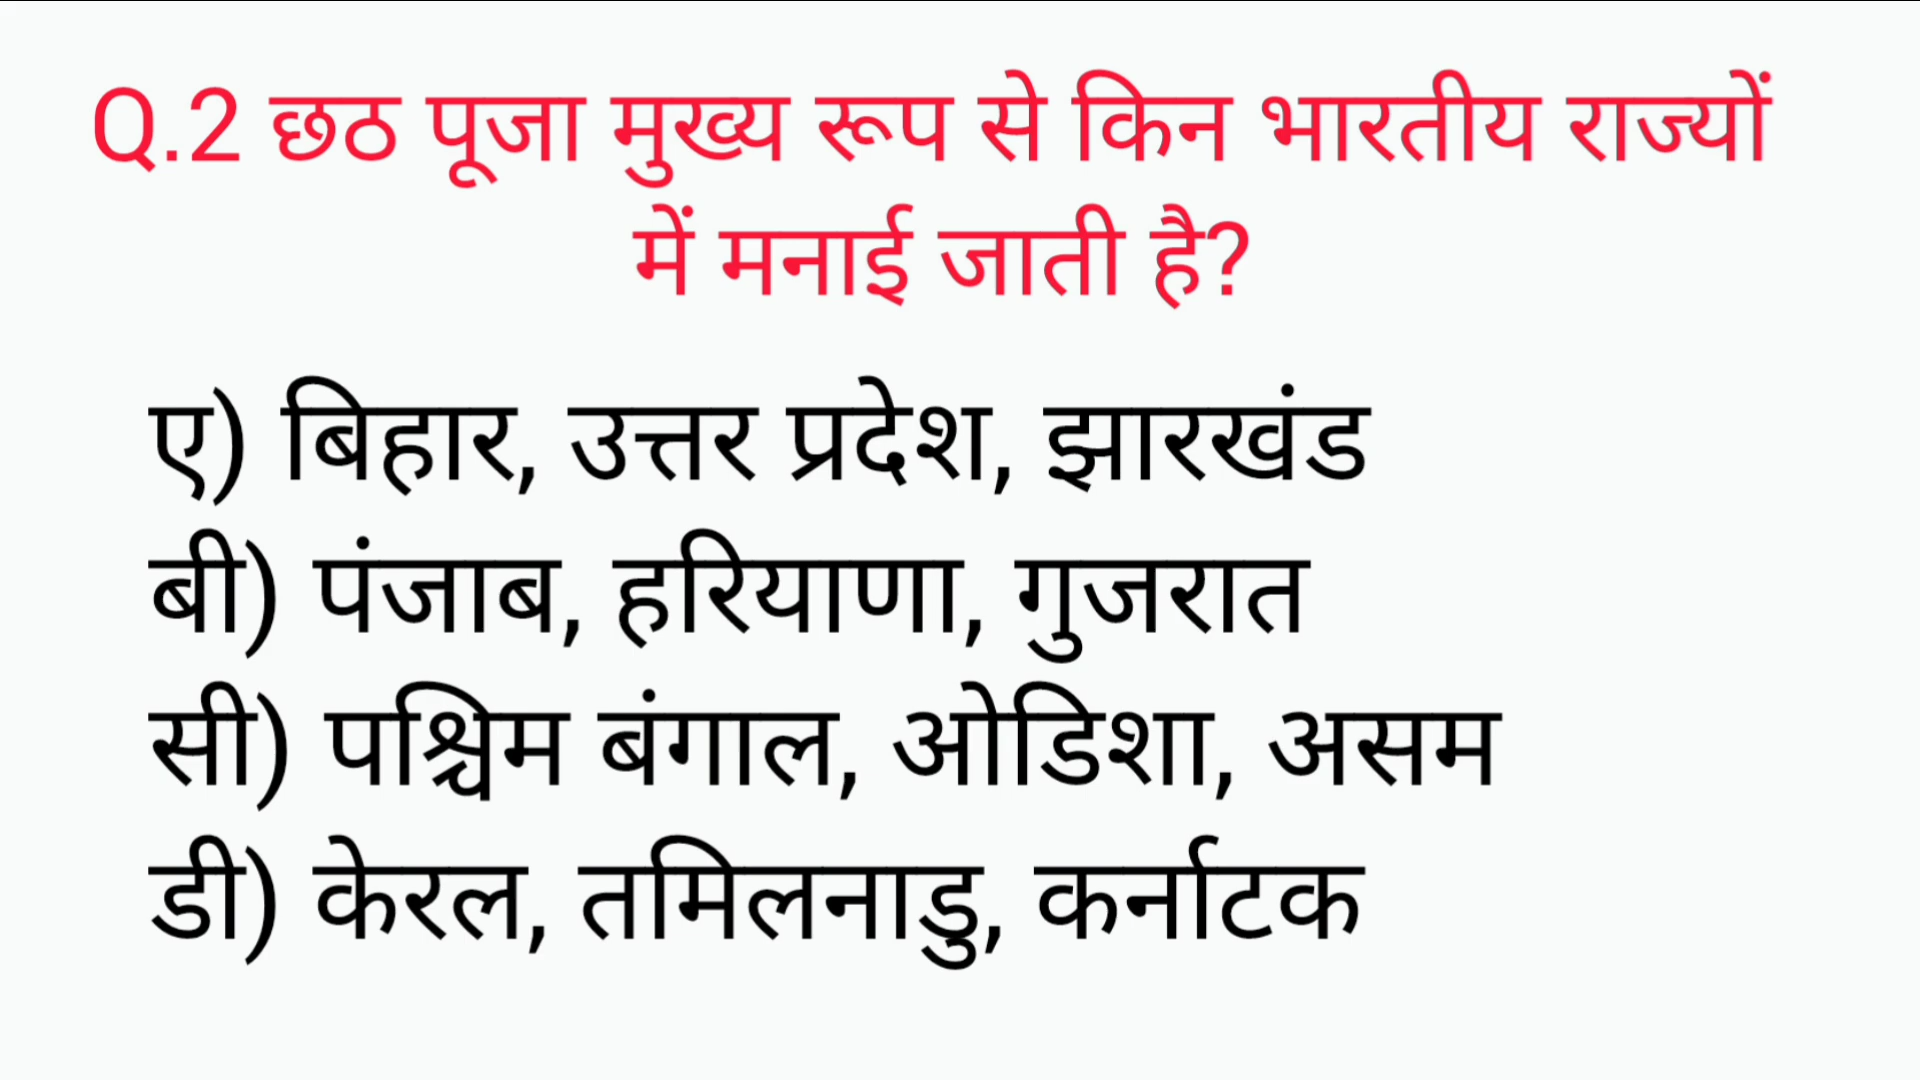 Q.2 छठ पूजा मुख्य रूप से किन भारतीय राज्यों
में मनाई जाती है?
ए) बिहार, उत्तर प्रदेश, झारखंड
बी) पंजाब, हरियाणा, गुजरात
सी) पश्चिम बंगाल, ओडिशा, असम
डी) केरल, तमिलनाडु, कर्नाटक